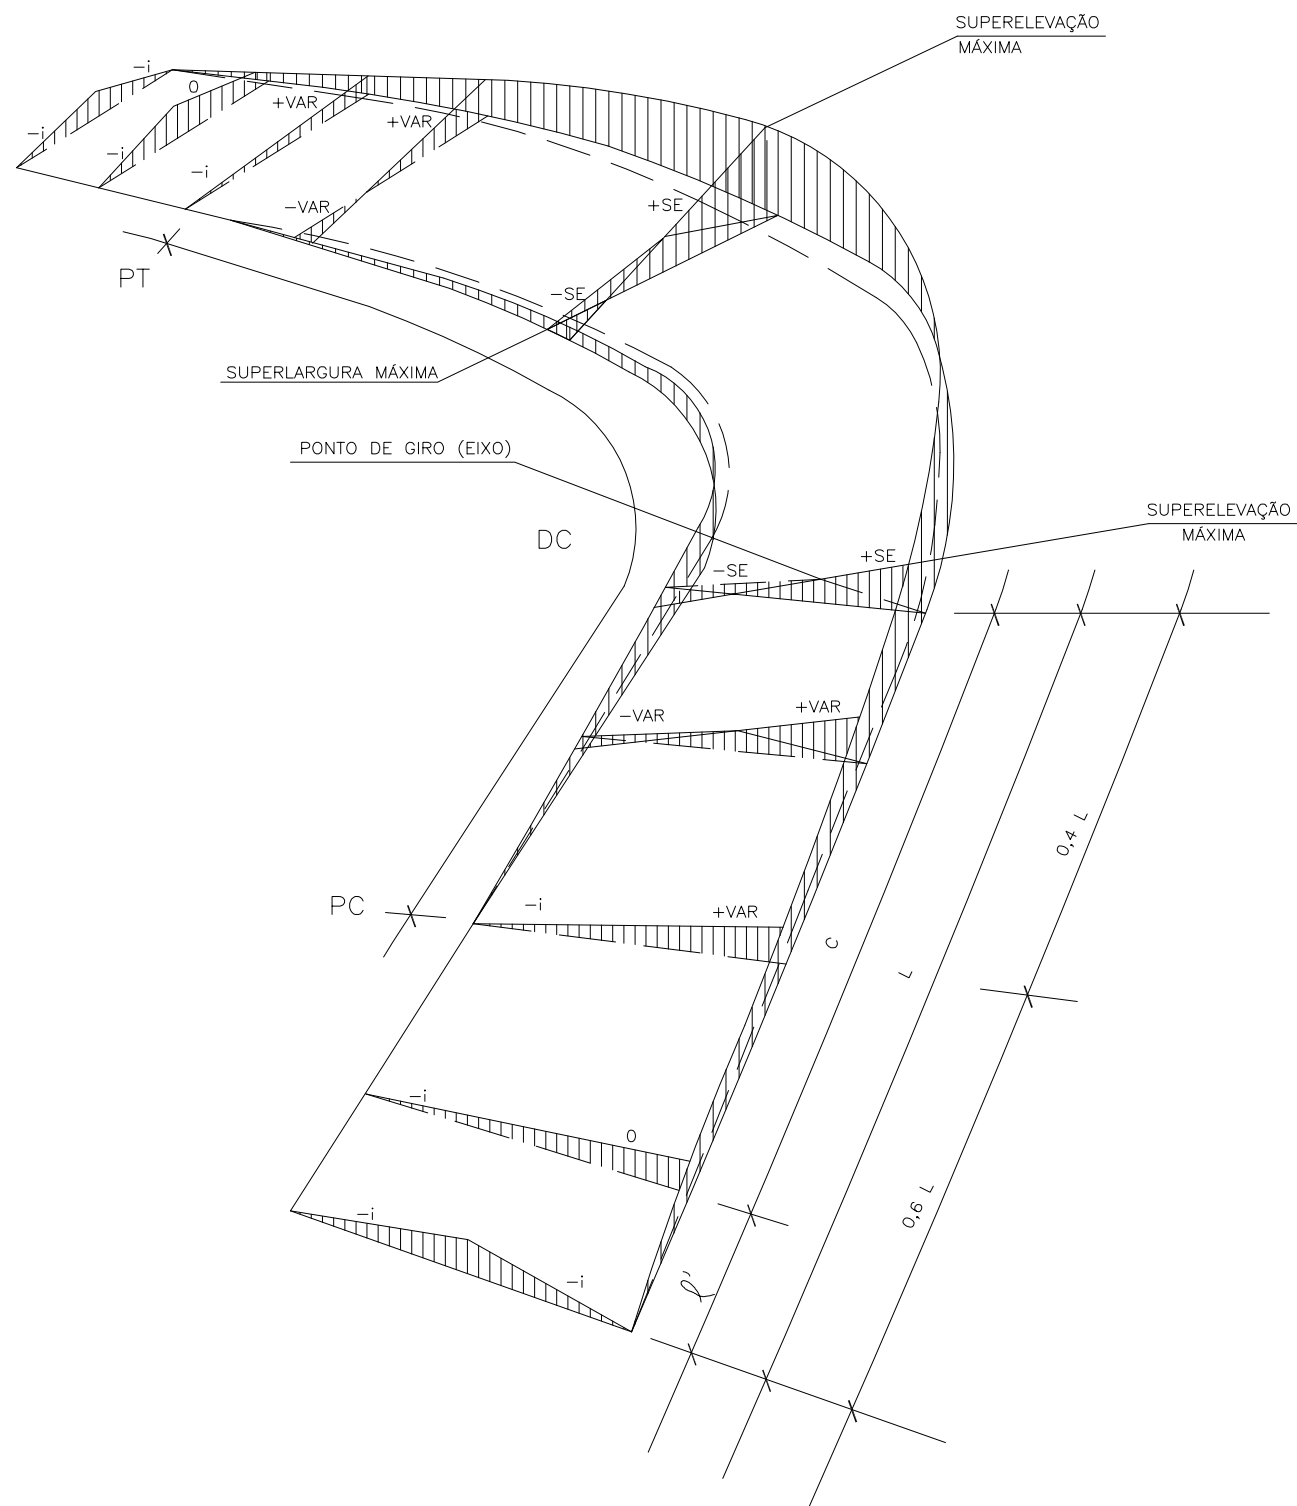 SUPERELEVAÇÃO
MÁXIMA
-i
0
+VAR
+VAR
-i
-i
-i
-VAR
+SE
PT
-SE
SUPERLARGURA MÁXIMA
PONTO DE GIRO (EIXO)
SUPERELEVAÇÃO
MÁXIMA
DC
-SE
+SE
-VAR
+VAR
0,4 L
PC
-i
+VAR
C
L
-i
0
0,6 L
-i
-i
ℓ'